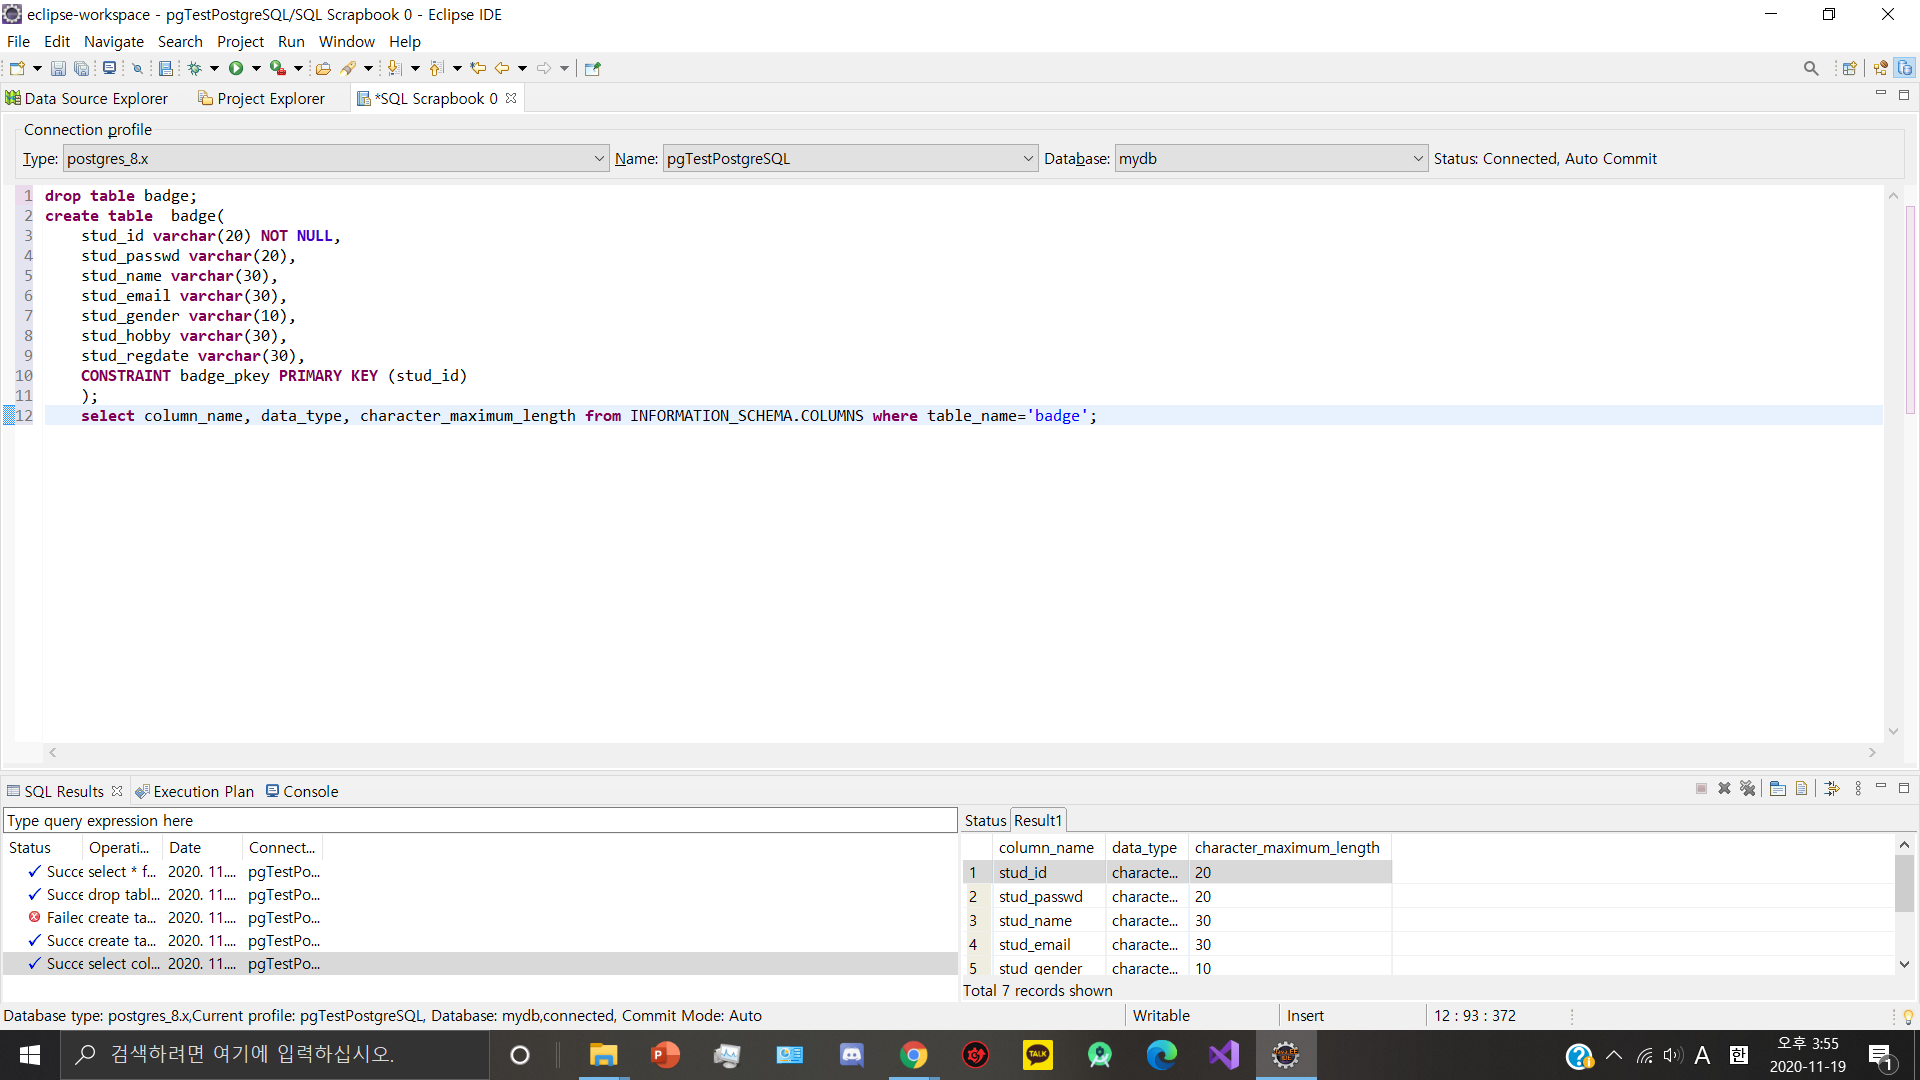 eclipse-workspace - pgTestPostgreSQL/SQL Scrapbook 0 - Eclipse IDE
File Edit Navigate Search Project Run Window Help
Data Source Explorer Project Explorer *SQL Scrapbook 0
Connection profile
Type: postgres_8.x Name: pgTestPostgreSQL Database: mydb Status: Connected, Auto Commit
1 drop table badge;
2 create table  badge(
3 stud_id varchar(20) NOT NULL,
4 stud_passwd varchar(20),
5 stud_name varchar(30),
6 stud_email varchar(30),
7 stud_gender varchar(10),
8 stud_hobby varchar(30),
9 stud_regdate varchar(30),
10 CONSTRAINT badge_pkey PRIMARY KEY (stud_id)
11 );
12 select column_name, data_type, character_maximum_length from INFORMATION_SCHEMA.COLUMNS where table_name='badge';
SQL Results Execution Plan Console
Type query expression here
Status Operati... Date Connect...
Succe select * f... 2020. 11.... pgTestPo...
Succe drop tabl... 2020. 11.... pgTestPo...
Failec create ta... 2020. 11.... pgTestPo...
Succe create ta... 2020. 11.... pgTestPo...
Succe select col... 2020. 11.... pgTestPo...
Status Result1
column_name data_type character_maximum_length
1 stud_id characte... 20
2 stud_passwd characte... 20
3 stud_name characte... 30
4 stud_email characte... 30
5 stud_gender characte... 10
Total 7 records shown
Database type: postgres_8.x,Current profile: pgTestPostgreSQL, Database: mydb,connected, Commit Mode: Auto Writable Insert 12 : 93 : 372
검색하려면 여기에 입력하십시오.
P TALK A 한 오후 3:55
2020-11-19 1